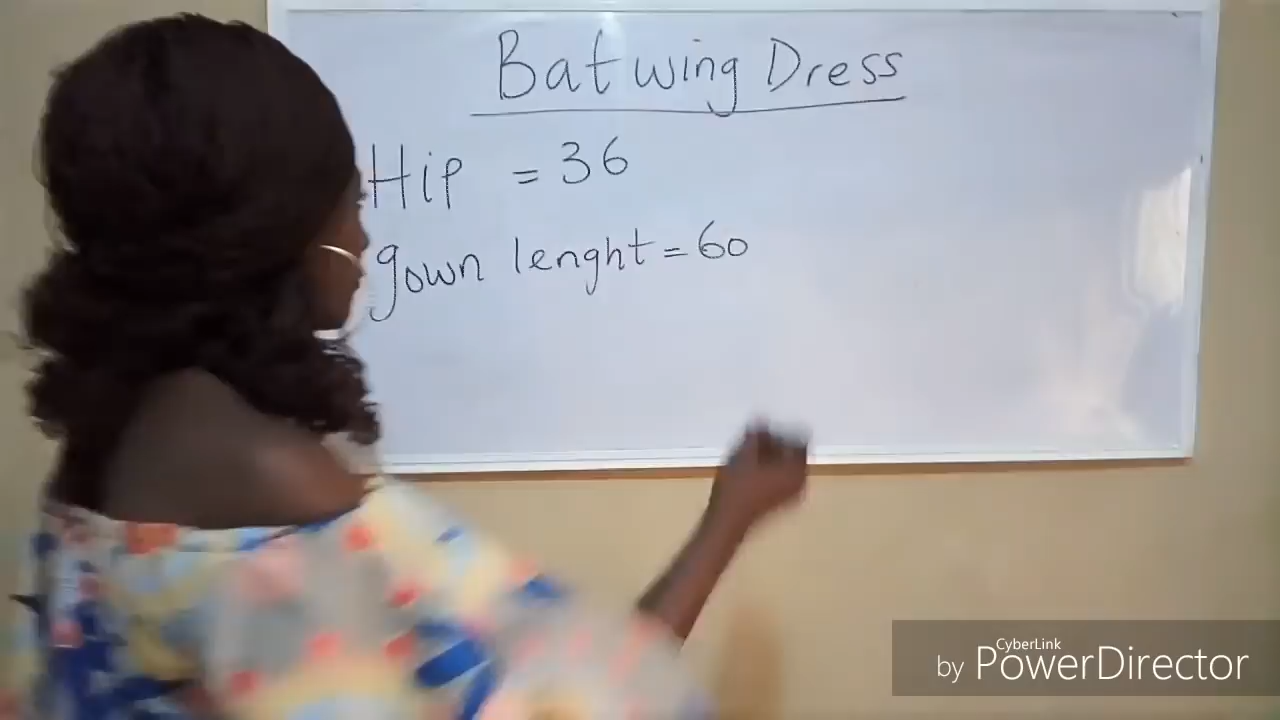 Batwing Dress
Hip = 36
gown lenght = 60
CyberLink
by PowerDirector